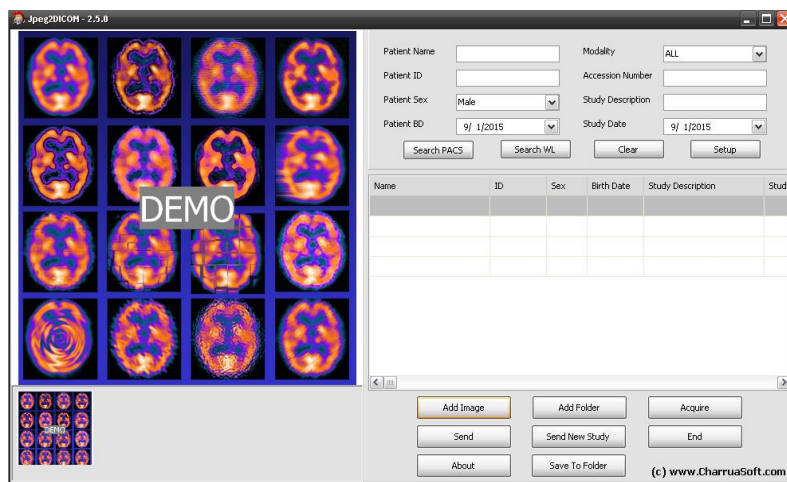 Jpeg2DICOM - 2.5.0
DEMO
Patient Name
Modality
ALL
Patient ID
Accession Number
Patient Sex
Male
Study Description
Patient BD
9/ 1/2015
Study Date
9/ 1/2015
Search PACS
Search WL
Clear
Setup
Name ID Sex Birth Date Study Description Stud
DEMO
Add Image
Add Folder
Acquire
Send
Send New Study
End
About
Save To Folder
(c) www.CharruaSoft.com